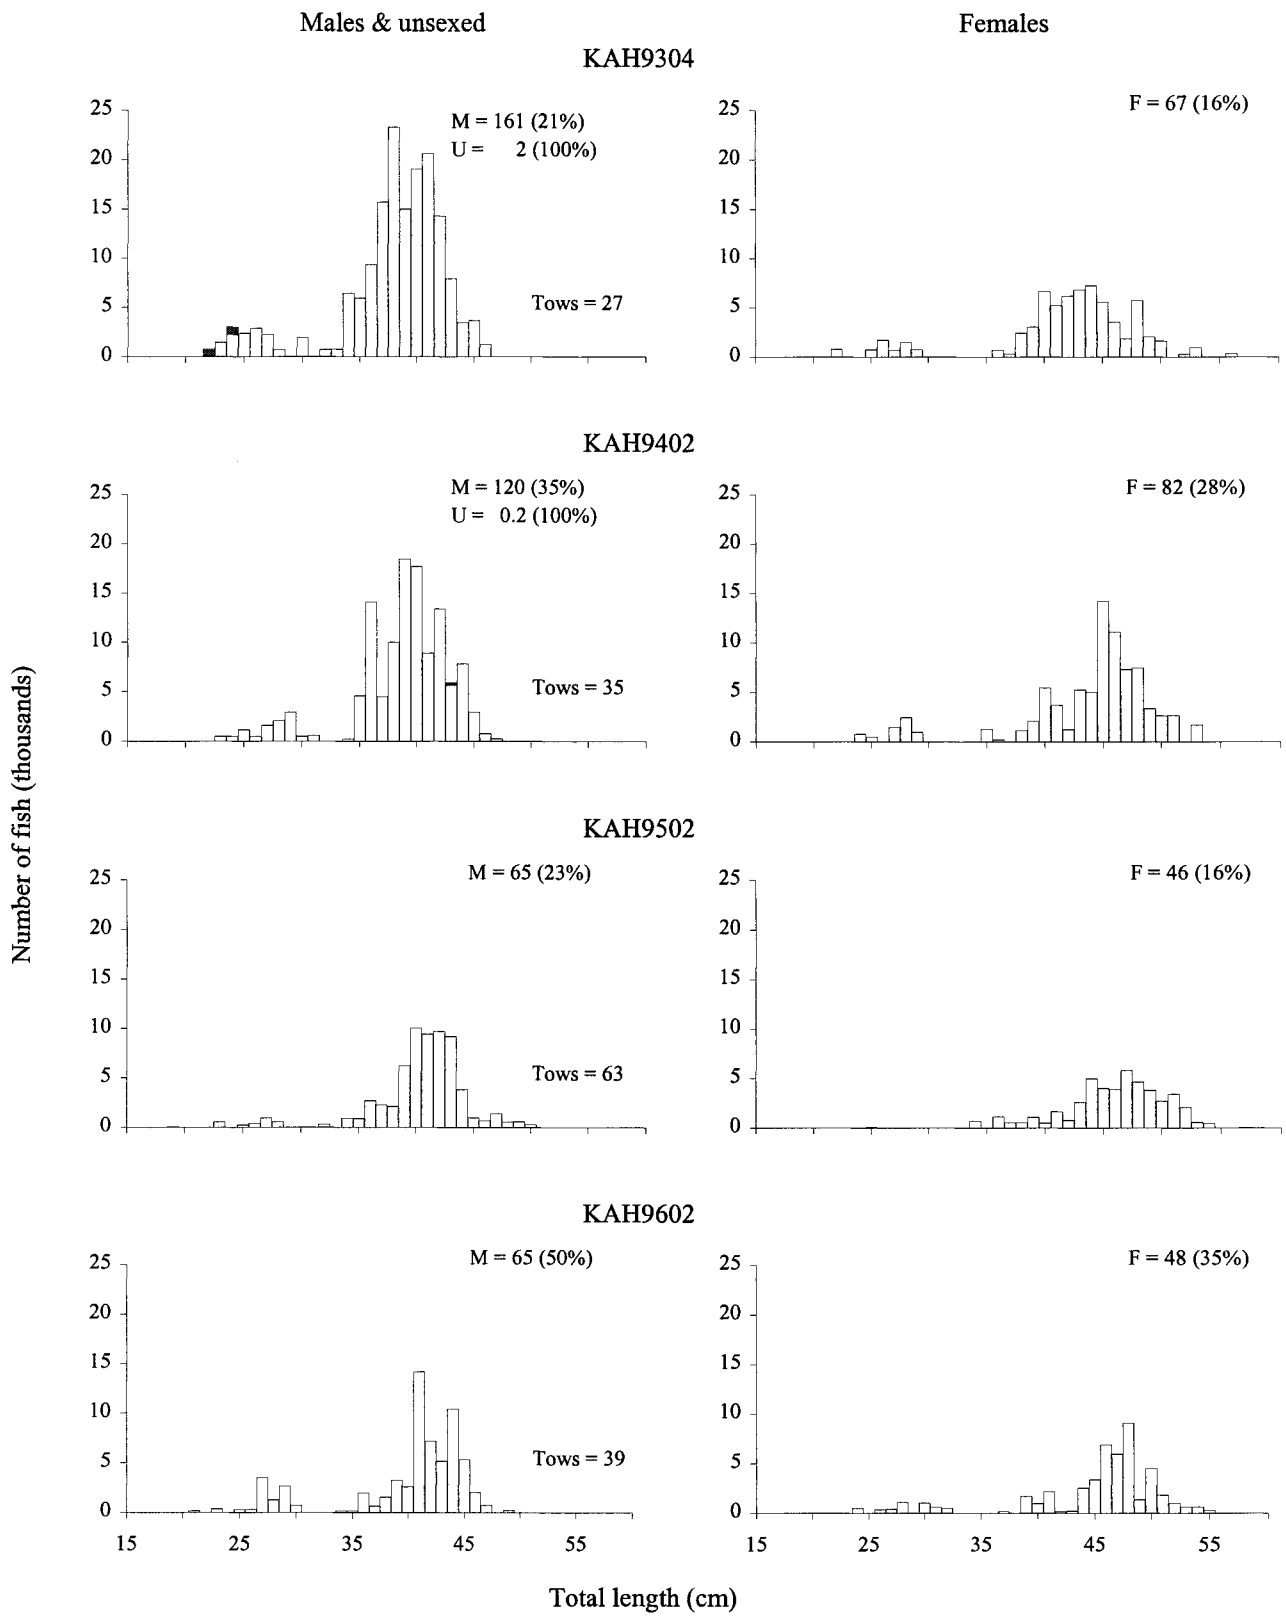 Males & unsexed Females
KAH9304
M = 161 (21%)
U = 2 (100%)
Tows = 27
25
20
15
10
5
0
F = 67 (16%)
25
20
15
10
5
0
KAH9402
M = 120 (35%)
U = 0.2 (100%)
Tows = 35
25
20
15
10
5
0
F = 82 (28%)
25
20
15
10
5
0
Number of fish (thousands)
KAH9502
M = 65 (23%)
Tows = 63
25
20
15
10
5
0
F = 46 (16%)
25
20
15
10
5
0
KAH9602
M = 65 (50%)
Tows = 39
25
20
15
10
5
0
15 25 35 45 55
F = 48 (35%)
25
20
15
10
5
0
15 25 35 45 55
Total length (cm)